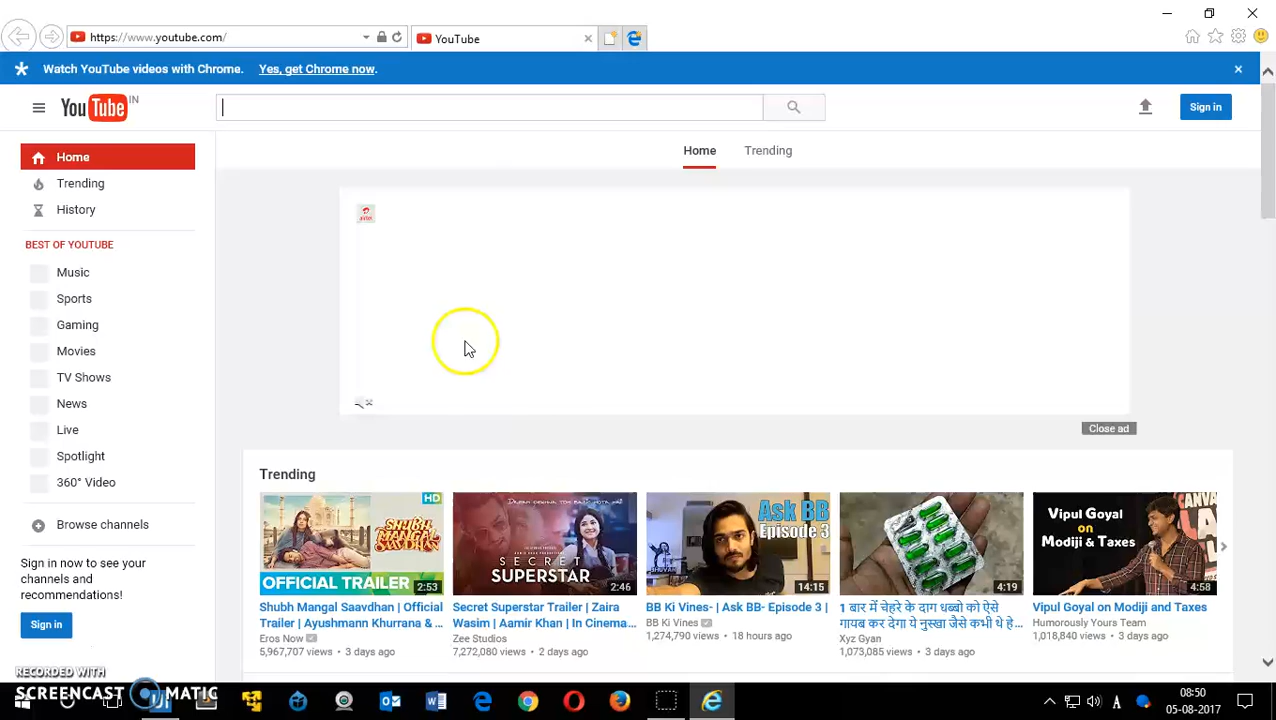 https://www.youtube.com/
YouTube
Watch YouTube videos with Chrome. Yes, get Chrome now.
YouTube IN
Sign in
Home
Trending
History
BEST OF YOUTUBE
Music
Sports
Gaming
Movies
TV Shows
News
Live
Spotlight
360° Video
Browse channels
Sign in now to see your
channels and
recommendations!
Sign in
Home Trending
Close ad
Trending
HD
SHUBH
MANGAL
SAAVDHAN
OFFICIAL TRAILER 2:53
Shubh Mangal Saavdhan | Official
Trailer | Ayushmann Khurrana & ...
Eros Now
5,967,707 views • 3 days ago
SECRET
SUPERSTAR
2:46
Secret Superstar Trailer | Zaira
Wasim | Aamir Khan | In Cinema...
Zee Studios
7,272,080 views • 2 days ago
Ask BB
Episode 3
14:15
BB Ki Vines- | Ask BB- Episode 3 |
BB Ki Vines
1,274,790 views • 18 hours ago
4:19
1 बार में चेहरे के दाग धब्बो को ऐसे
गायब कर देगा ये नुस्खा जैसे कभी थे ह...
Xyz Gyan
1,073,085 views • 3 days ago
Vipul Goyal
on
Modiji & Taxes
4:58
Vipul Goyal on Modiji and Taxes
Humorously Yours Team
1,018,840 views • 3 days ago
RECORDED WITH
SCREENCAST MATIC
08:50
05-08-2017